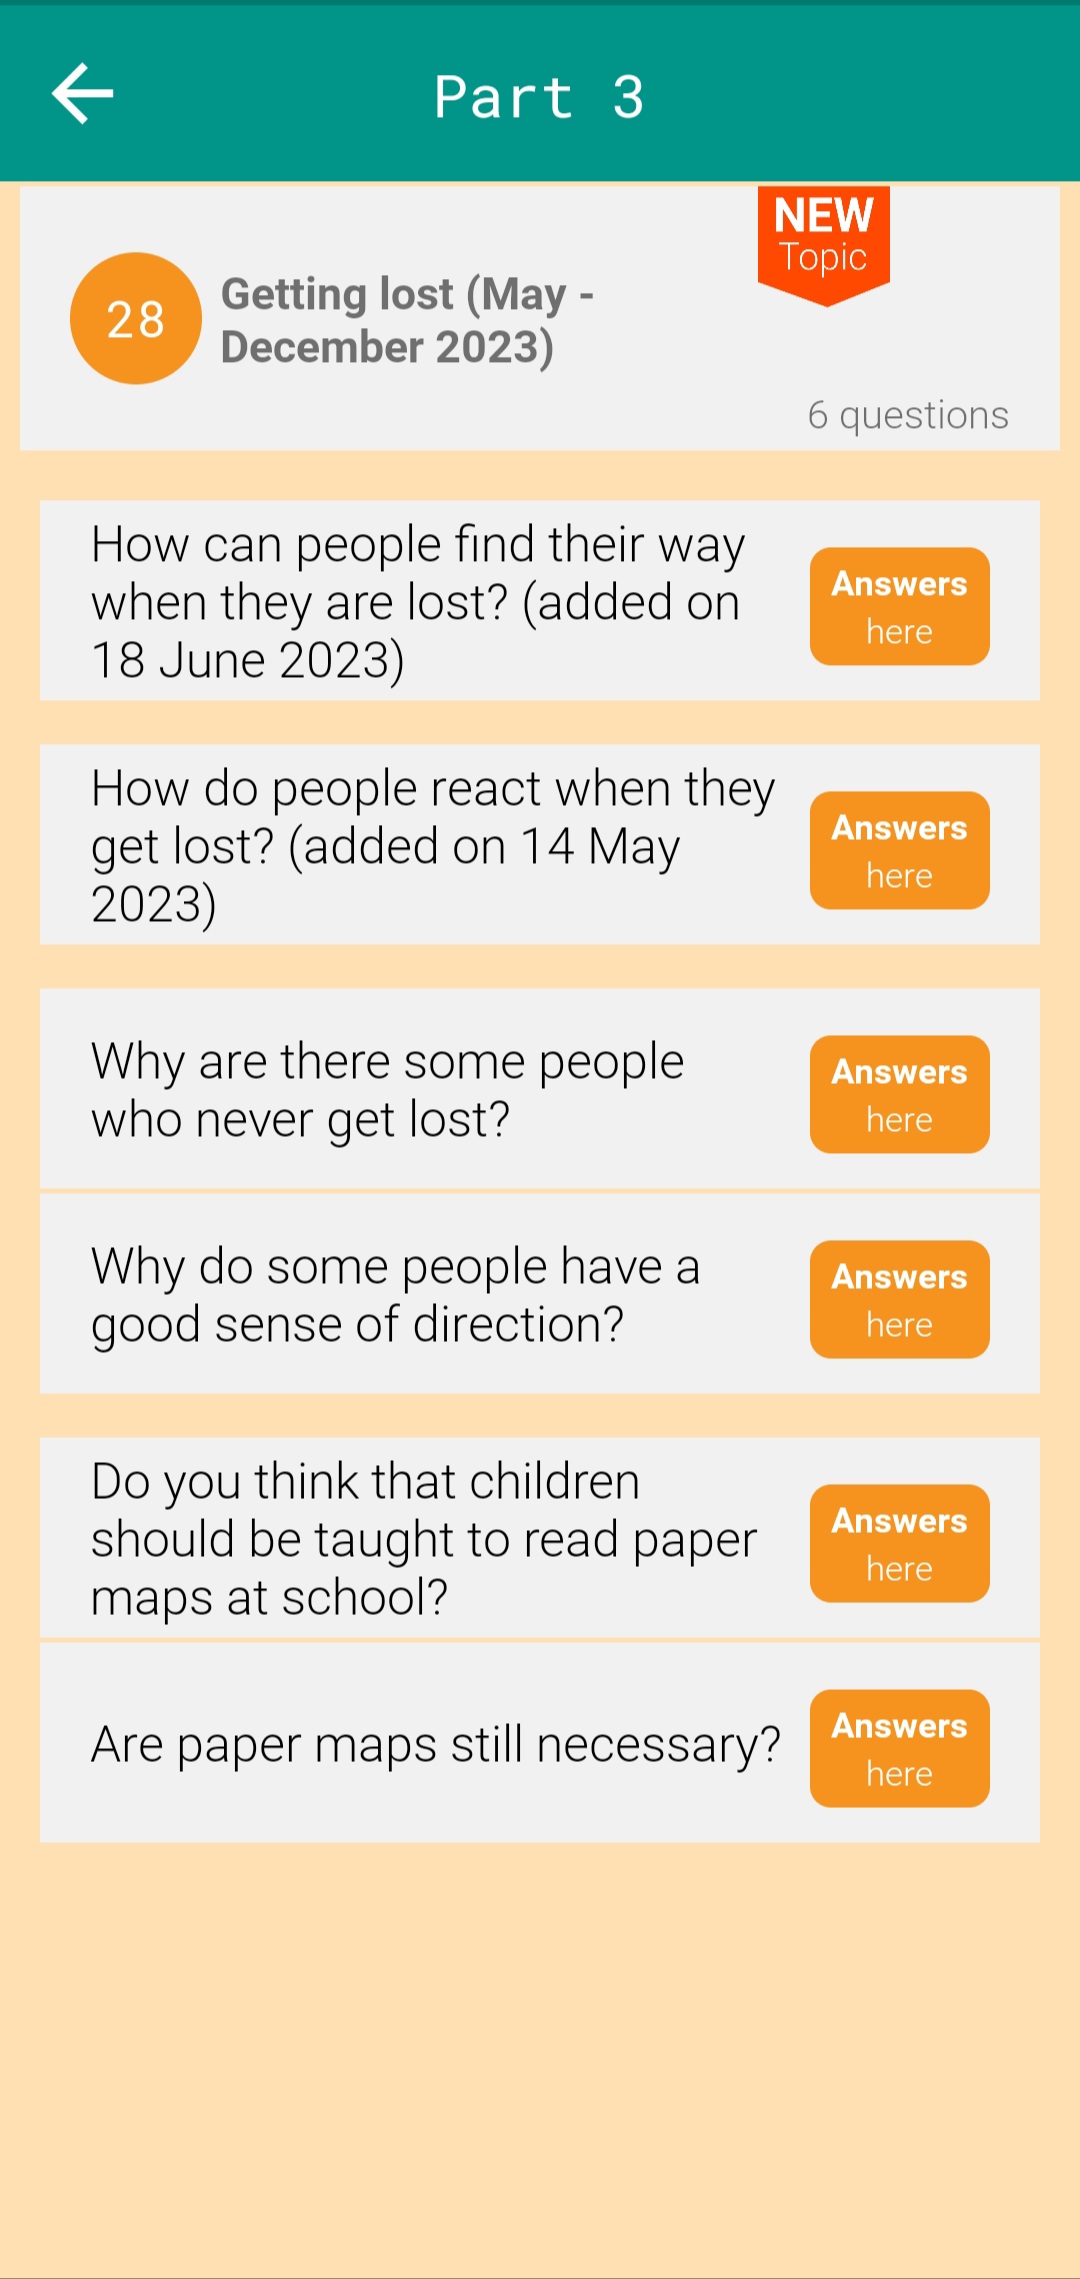 Part 3
NEW
Topic
28
Getting lost (May -
December 2023)
6 questions
How can people find their way
when they are lost? (added on
18 June 2023)
Answers
here
How do people react when they
get lost? (added on 14 May
2023)
Answers
here
Why are there some people
who never get lost?
Answers
here
Why do some people have a
good sense of direction?
Answers
here
Do you think that children
should be taught to read paper
maps at school?
Answers
here
Are paper maps still necessary?
Answers
here